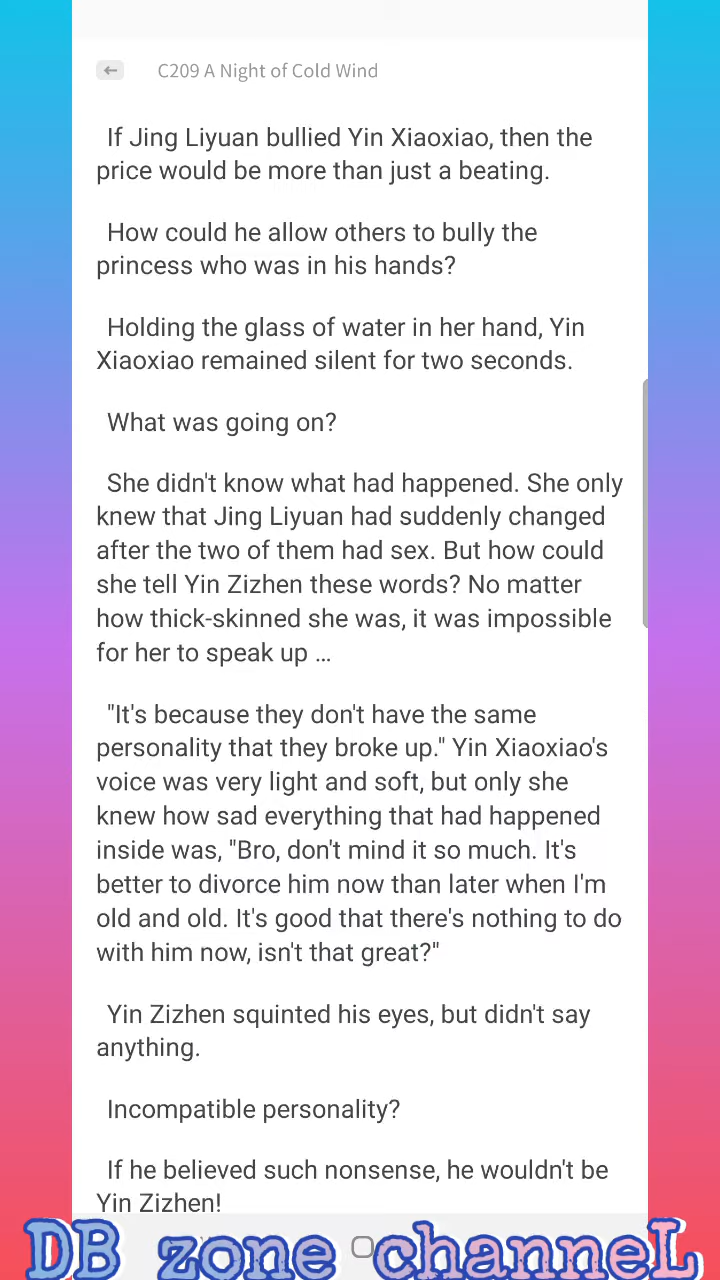 C209 A Night of Cold Wind
If Jing Liyuan bullied Yin Xiaoxiao, then the
price would be more than just a beating.
How could he allow others to bully the
princess who was in his hands?
Holding the glass of water in her hand, Yin
Xiaoxiao remained silent for two seconds.
What was going on?
She didn't know what had happened. She only
knew that Jing Liyuan had suddenly changed
after the two of them had sex. But how could
she tell Yin Zizhen these words? No matter
how thick-skinned she was, it was impossible
for her to speak up ...
"It's because they don't have the same
personality that they broke up." Yin Xiaoxiao's
voice was very light and soft, but only she
knew how sad everything that had happened
inside was, "Bro, don't mind it so much. It's
better to divorce him now than later when I'm
old and old. It's good that there's nothing to do
with him now, isn't that great?"
Yin Zizhen squinted his eyes, but didn't say
anything.
Incompatible personality?
If he believed such nonsense, he wouldn't be
Yin Zizhen!
DB zone channeL